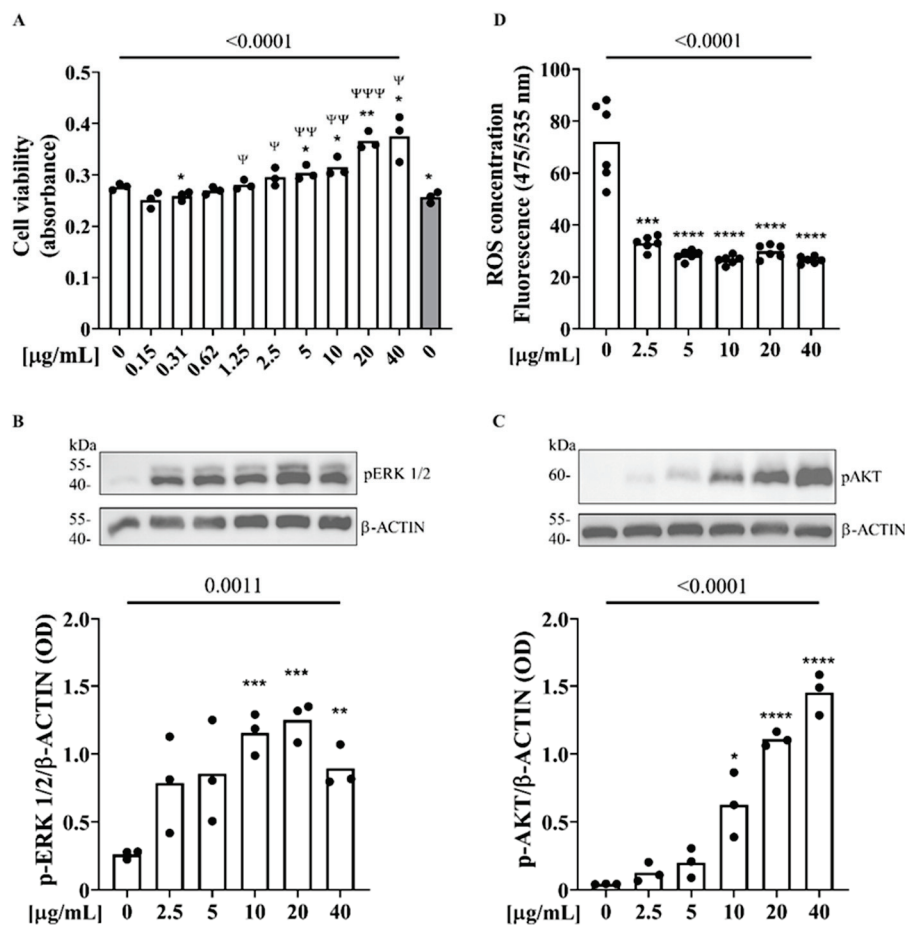 A
<0.0001
Cell viability
(absorbance)
0.5
0.4
0.3
0.2
0.1
0
*
Ψ
Ψ
ΨΨ
*
ΨΨ
*
ΨΨΨ
**
Ψ
*
*
[µg/mL]
0 0.15 0.31 0.62 1.25 2.5 5 10 20 40 0
D
<0.0001
ROS concentration
Fluorescence (475/535 nm)
100
80
60
40
20
0
*** **** **** **** ****
[µg/mL] 0 2.5 5 10 20 40
B
kDa
55-
40-
pERK 1/2
55-
40-
β-ACTIN
0.0011
p-ERK 1/2/β-ACTIN (OD)
2.0
1.5
1.0
0.5
0.0
*** *** **
[µg/mL] 0 2.5 5 10 20 40
C
kDa
60-
pAKT
55-
40-
β-ACTIN
<0.0001
p-AKT/β-ACTIN (OD)
2.0
1.5
1.0
0.5
0.0
* **** ****
[µg/mL] 0 2.5 5 10 20 40